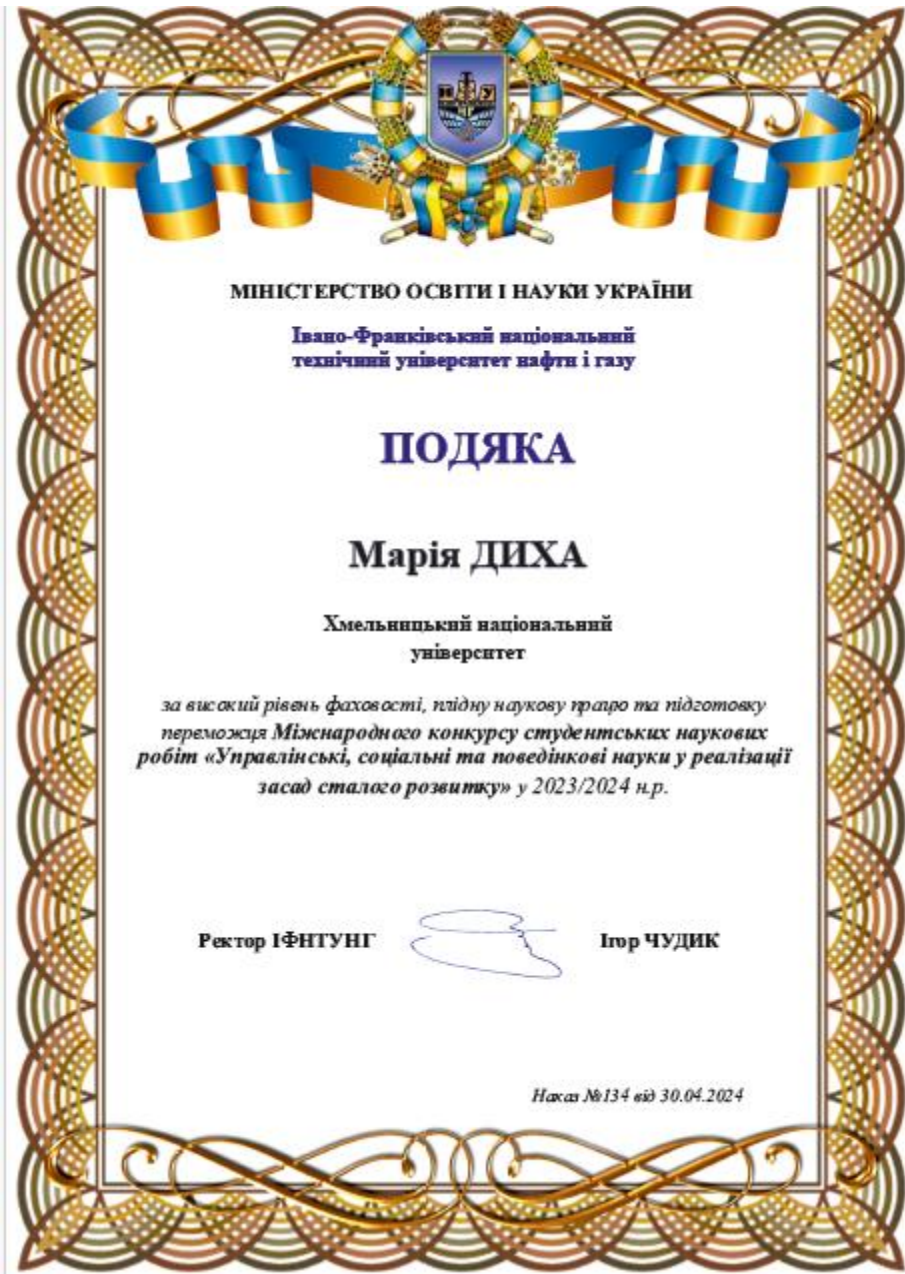 МІНІСТЕРСТВО ОСВІТИ І НАУКИ УКРАЇНИ
Івано-Франківський національний
технічний університет нафти і газу
ПОДЯКА
Марія ДИХА
Хмельницький національний
університет
за високий рівень фаховості, плідну наукову працю та підготовку
переможця Міжнародного конкурсу студентських наукових
робіт «Управлінські, соціальні та поведінкові науки у реалізації
засад сталого розвитку» у 2023/2024 н.р.
Ректор ІФНТУНГ Ігор ЧУДИК
Наказ №134 від 30.04.2024